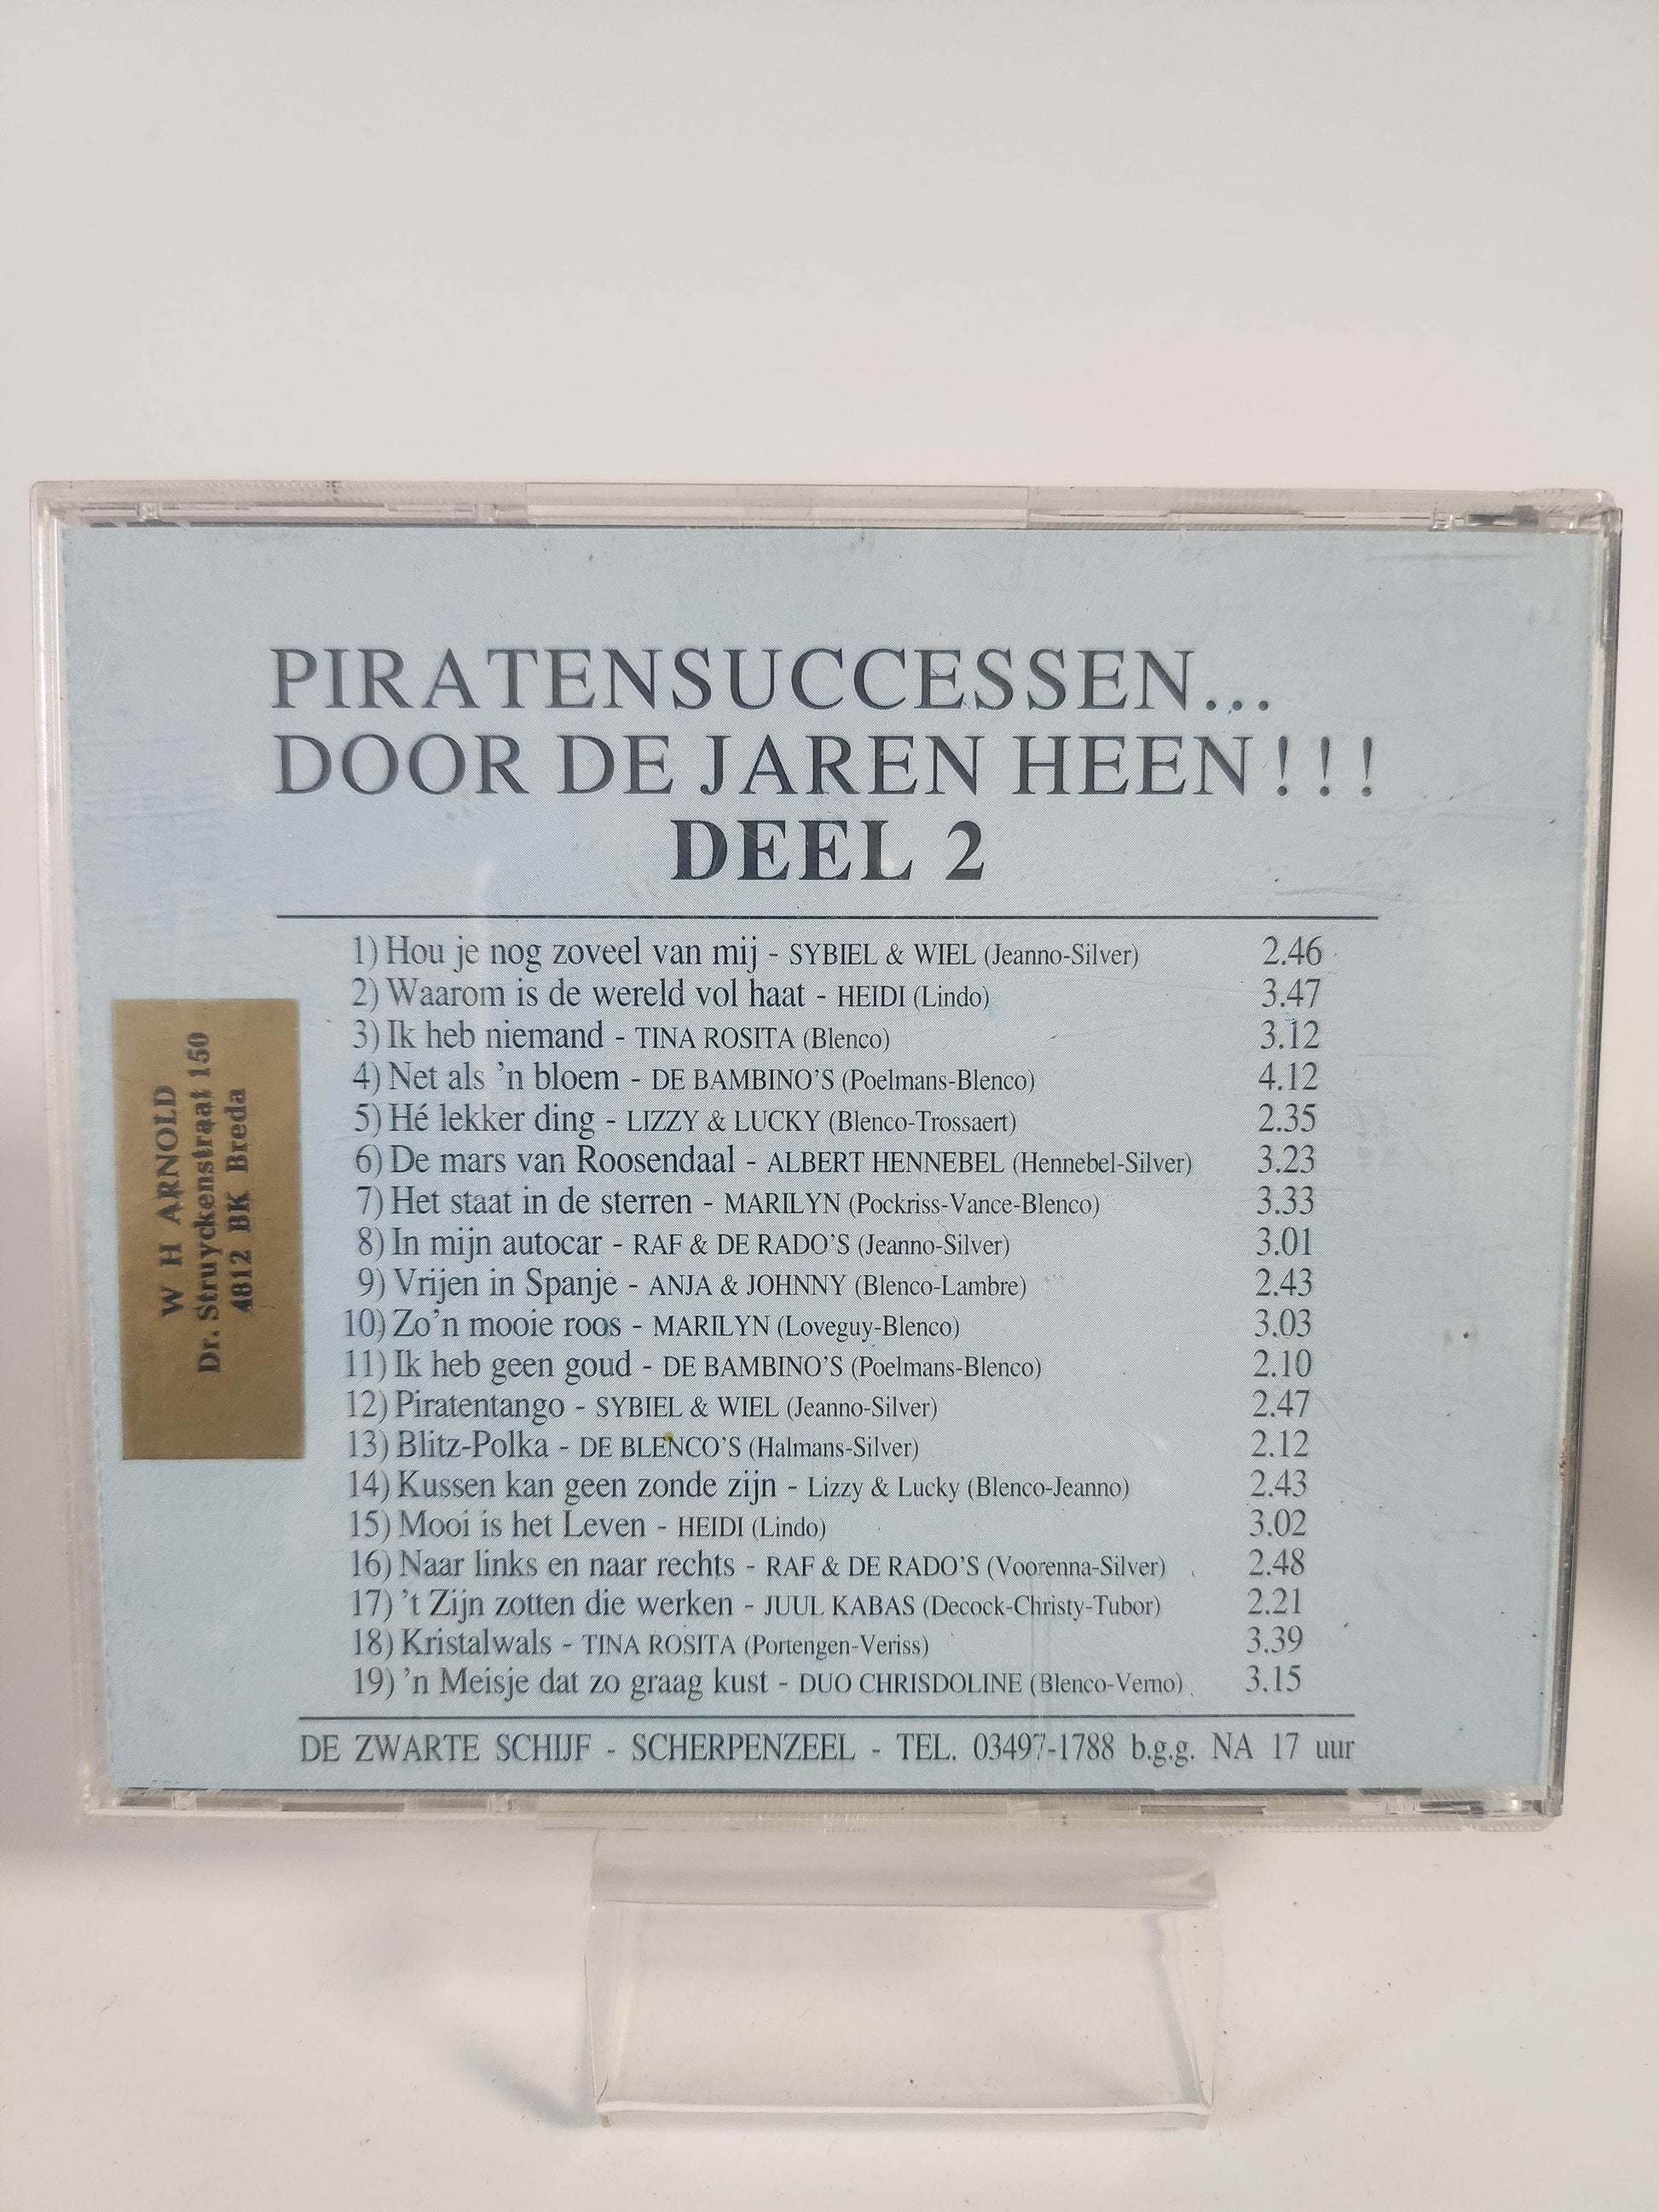 PIRATENSUCCESSEN...
DOOR DE JAREN HEEN!!!
DEEL 2
1) Hou je nog zoveel van mij - SYBIEL & WIEL (Jeanno-Silver) 2.46
2) Waarom is de wereld vol haat - HEIDI (Lindo) 3.47
3) Ik heb niemand - TINA ROSITA (Blenco) 3.12
4) Net als 'n bloem - DE BAMBINO'S (Poelmans-Blenco) 4.12
5) Hé lekker ding - LIZZY & LUCKY (Blenco-Trossaert) 2.35
6) De mars van Roosendaal - ALBERT HENNEBEL (Hennebel-Silver) 3.23
7) Het staat in de sterren - MARILYN (Pockriss-Vance-Blenco) 3.33
8) In mijn autocar - RAF & DE RADO'S (Jeanno-Silver) 3.01
9) Vrijen in Spanje - ANJA & JOHNNY (Blenco-Lambre) 2.43
10) Zo'n mooie roos - MARILYN (Loveguy-Blenco) 3.03
11) Ik heb geen goud - DE BAMBINO'S (Poelmans-Blenco) 2.10
12) Piratentango - SYBIEL & WIEL (Jeanno-Silver) 2.47
13) Blitz-Polka - DE BLENCO'S (Halmans-Silver) 2.12
14) Kussen kan geen zonde zijn - Lizzy & Lucky (Blenco-Jeanno) 2.43
15) Mooi is het Leven - HEIDI (Lindo) 3.02
16) Naar links en naar rechts - RAF & DE RADO'S (Voorenna-Silver) 2.48
17) 't Zijn zotten die werken - JUUL KABAS (Decock-Christy-Tubor) 2.21
18) Kristalwals - TINA ROSITA (Portengen-Veriss) 3.39
19) 'n Meisje dat zo graag kust - DUO CHRISDOLINE (Blenco-Verno) 3.15
DE ZWARTE SCHIJF - SCHERPENZEEL - TEL. 03497-1788 b.g.g. NA 17 uur
W H ARNOLD
Dr. Struyckenstraat 150
4812 BK Breda